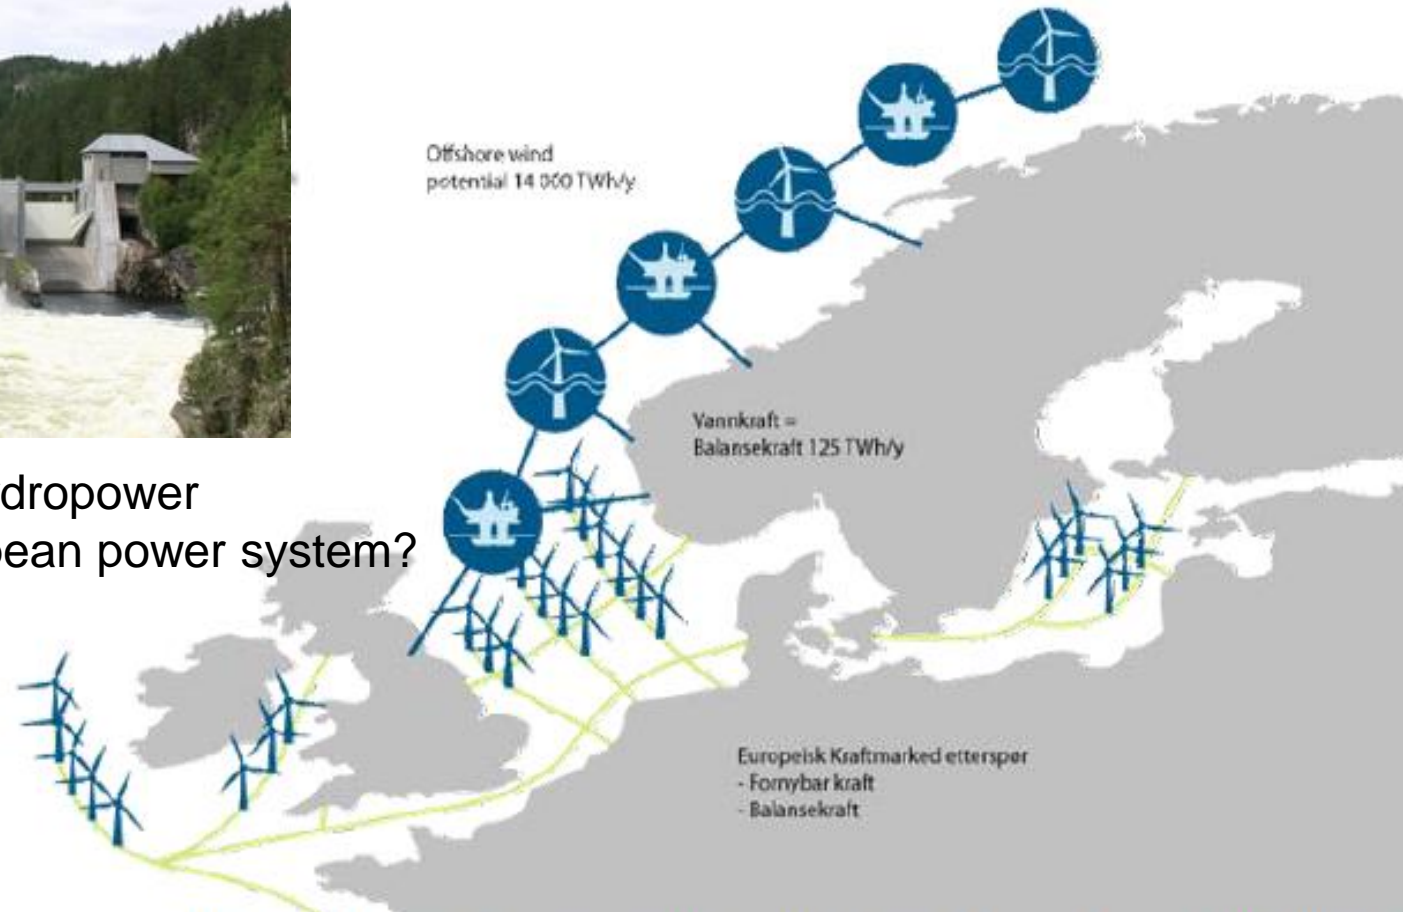 Offshore wind
potential 14 000 TWh/y
Vannkraft =
Balansekraft 125 TWh/y
dropower
ean power system?
Europeisk Kraftmarked etterspør
- Fornybar kraft
- Balansekraft